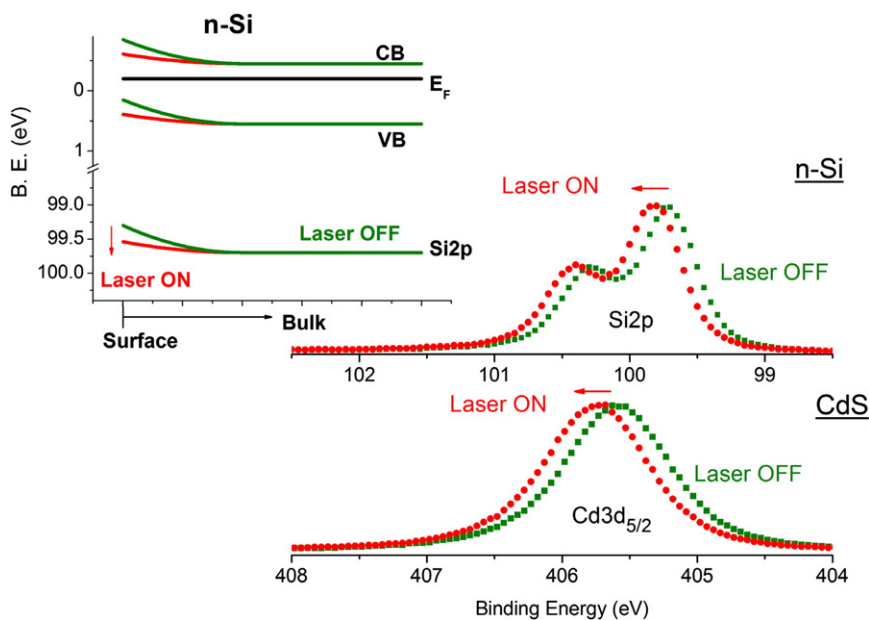 n-Si
CB
E_F
VB
0
1
99.0
99.5
100.0
B. E. (eV)
Laser OFF
Si2p
Laser ON
Bulk
Surface
n-Si
Laser ON
Laser OFF
Si2p
102
101
100
99
CdS
Laser ON
Laser OFF
Cd3d5/2
408
407
406
405
404
Binding Energy (eV)